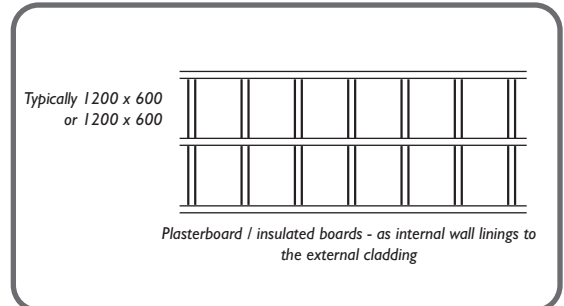 Typically 1200 x 600
or 1200 x 600
Plasterboard / insulated boards - as internal wall linings to
the external cladding